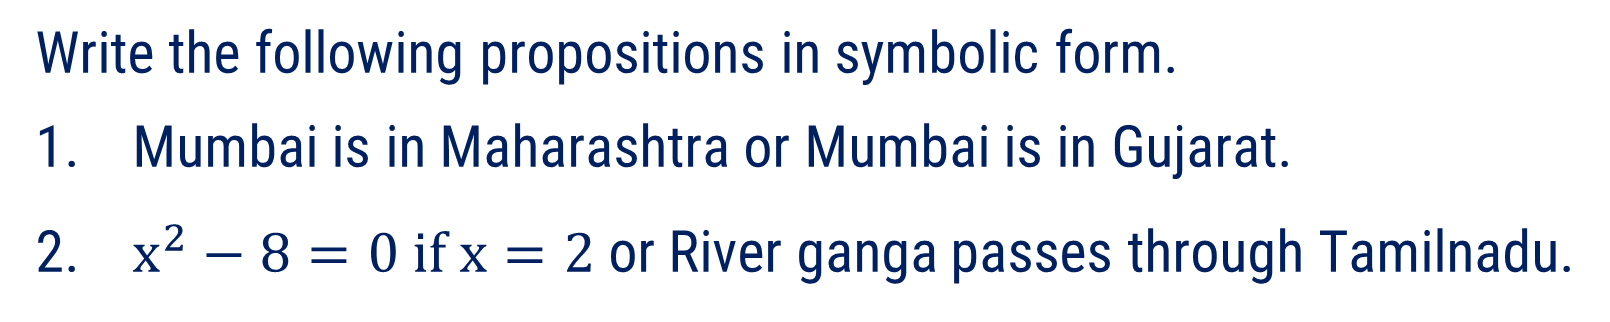 Write the following propositions in symbolic form.
1. Mumbai is in Maharashtra or Mumbai is in Gujarat.
2. x² − 8 = 0 if x = 2 or River ganga passes through Tamilnadu.